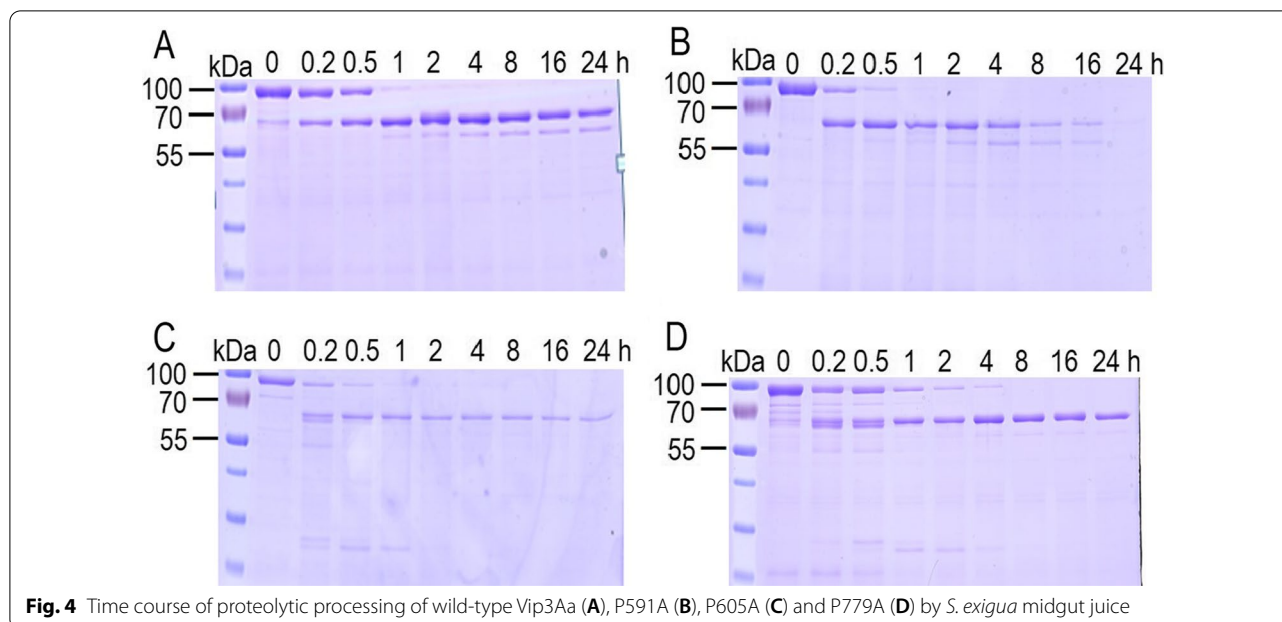 A
kDa 0 0.2 0.5 1 2 4 8 16 24 h
100
70
55
B
kDa 0 0.2 0.5 1 2 4 8 16 24 h
100
70
55
C
kDa 0 0.2 0.5 1 2 4 8 16 24 h
100
70
55
D
kDa 0 0.2 0.5 1 2 4 8 16 24 h
100
70
55
Fig. 4 Time course of proteolytic processing of wild-type Vip3Aa (A), P591A (B), P605A (C) and P779A (D) by S. exigua midgut juice